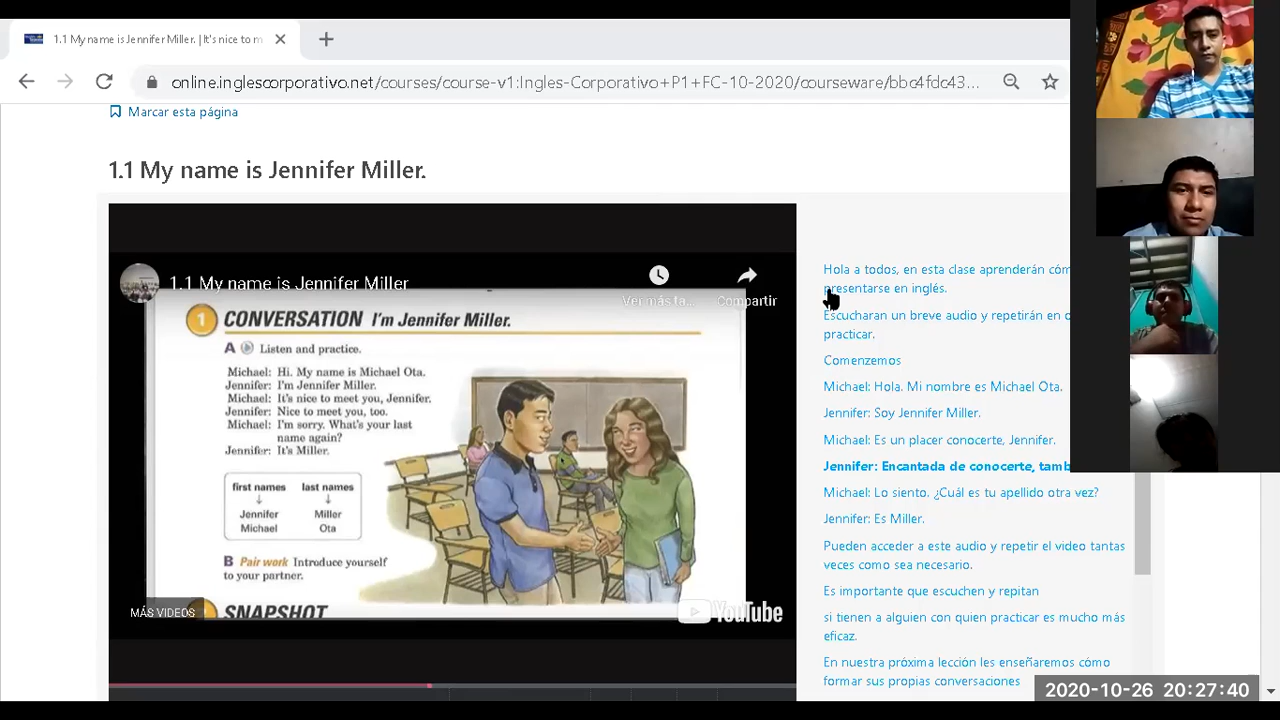 1.1 My name is Jennifer Miller. | It's nice to m
online.inglescorporativo.net/courses/course-v1:Ingles-Corporativo+P1+FC-10-2020/courseware/bbc4fdc43...
Marcar esta página
1.1 My name is Jennifer Miller.
1.1 My name is Jennifer Miller
Ver más ta...
Compartir
1 CONVERSATION I'm Jennifer Miller.
A Listen and practice.
Michael: Hi. My name is Michael Ota.
Jennifer: I'm Jennifer Miller.
Michael: It's nice to meet you, Jennifer.
Jennifer: Nice to meet you, too.
Michael: I'm sorry. What's your last
name again?
Jennifer: It's Miller.
first names last names
Jennifer Miller
Michael Ota
B Pair work Introduce yourself
to your partner.
SNAPSHOT
MÁS VIDEOS
YouTube
Hola a todos, en esta clase aprenderán cóm
presentarse en inglés.
Escucharan un breve audio y repetirán en
practicar.
Comenzemos
Michael: Hola. Mi nombre es Michael Ota.
Jennifer: Soy Jennifer Miller.
Michael: Es un placer conocerte, Jennifer.
Jennifer: Encantada de conocerte, tamb
Michael: Lo siento. ¿Cuál es tu apellido otra vez?
Jennifer: Es Miller.
Pueden acceder a este audio y repetir el video tantas
veces como sea necesario.
Es importante que escuchen y repitan
si tienen a alguien con quien practicar es mucho más
eficaz.
En nuestra próxima lección les enseñaremos cómo
formar sus propias conversaciones
2020-10-26 20:27:40